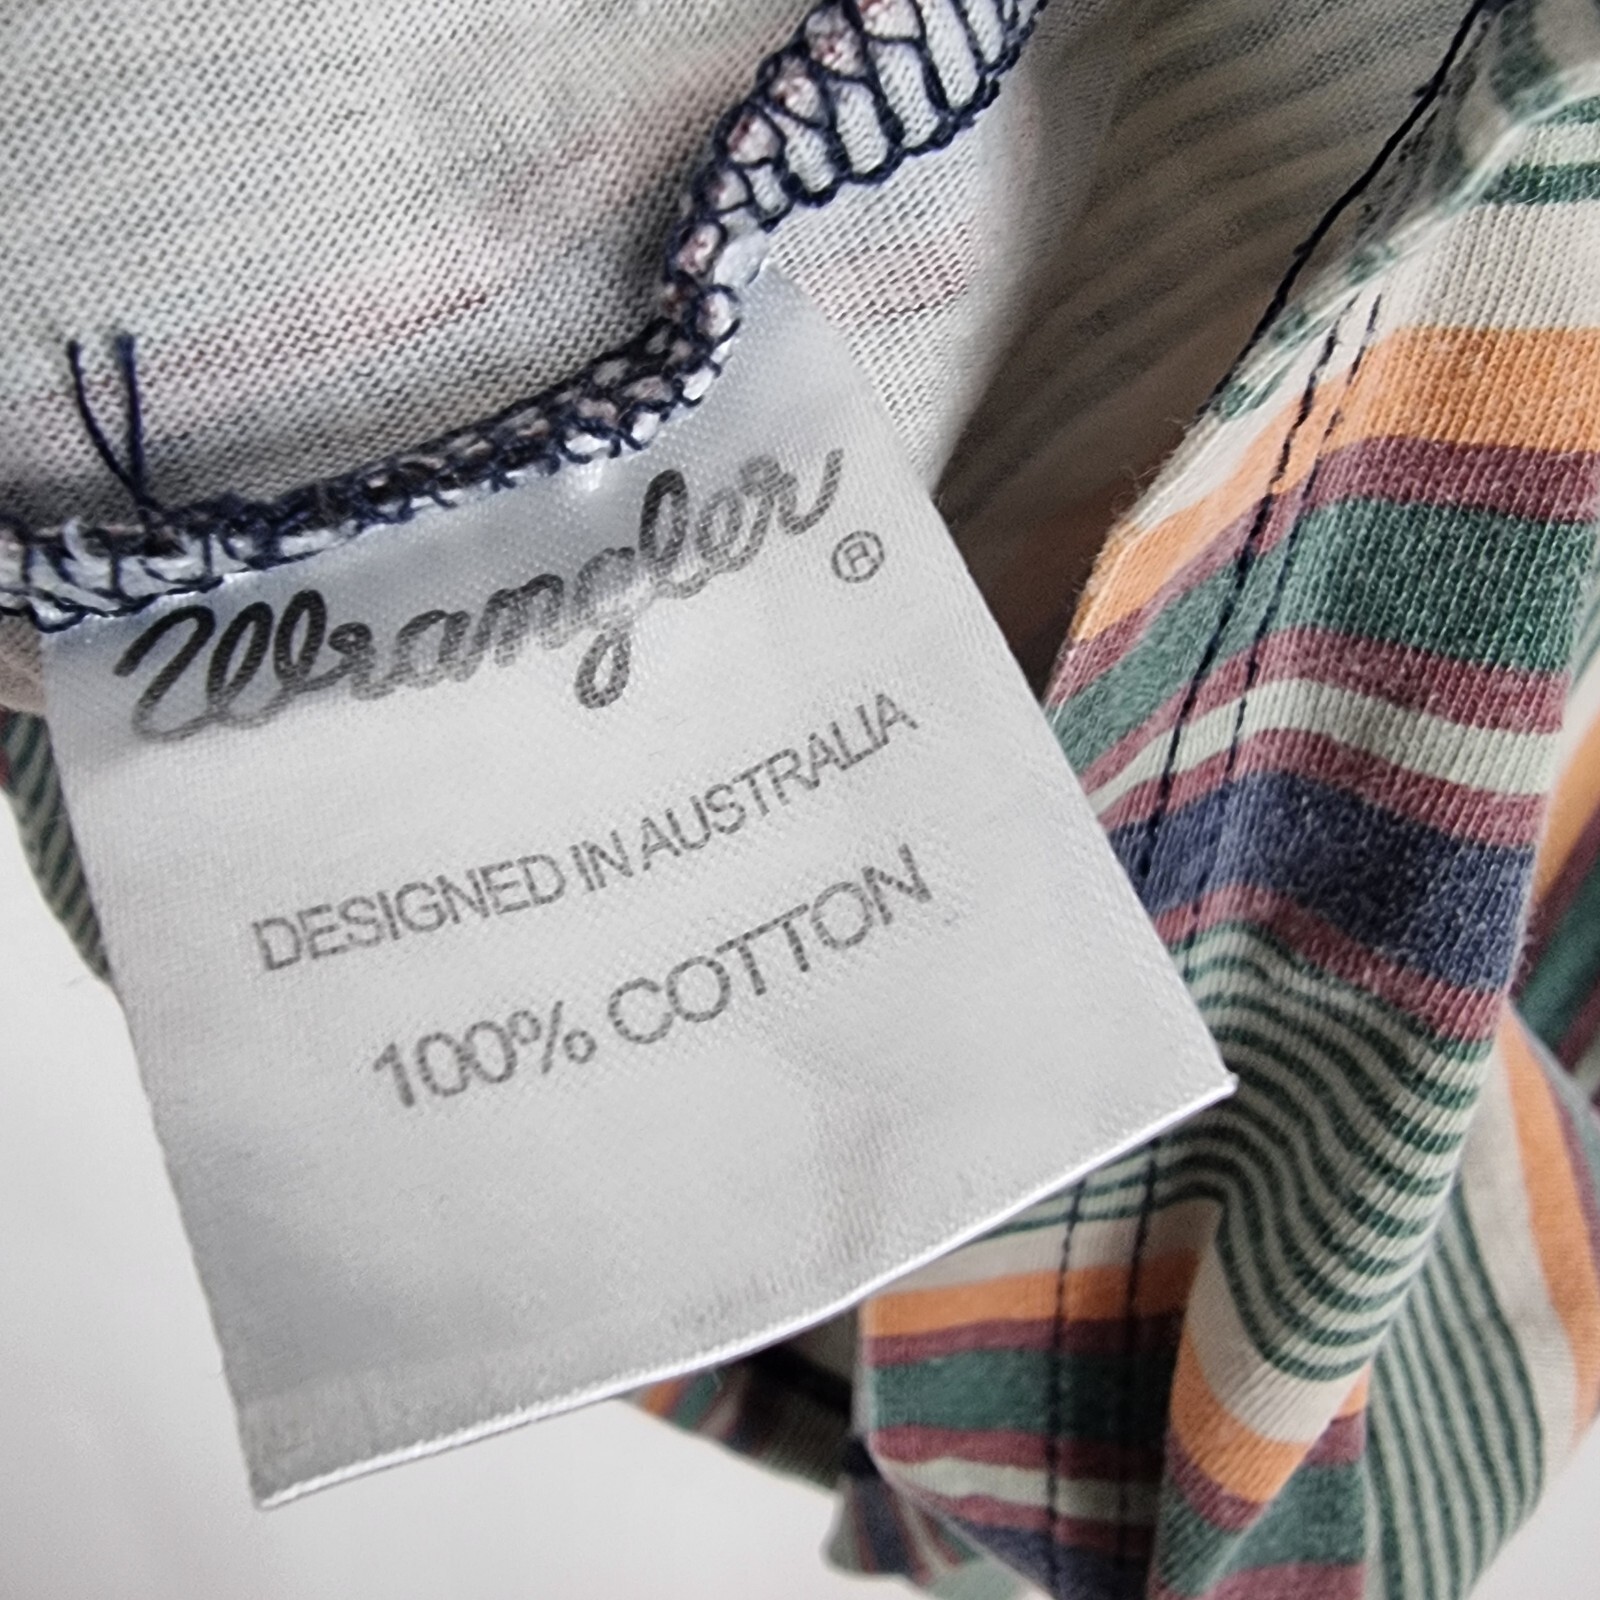 Wrangler®
DESIGNED IN AUSTRALIA
100% COTTON